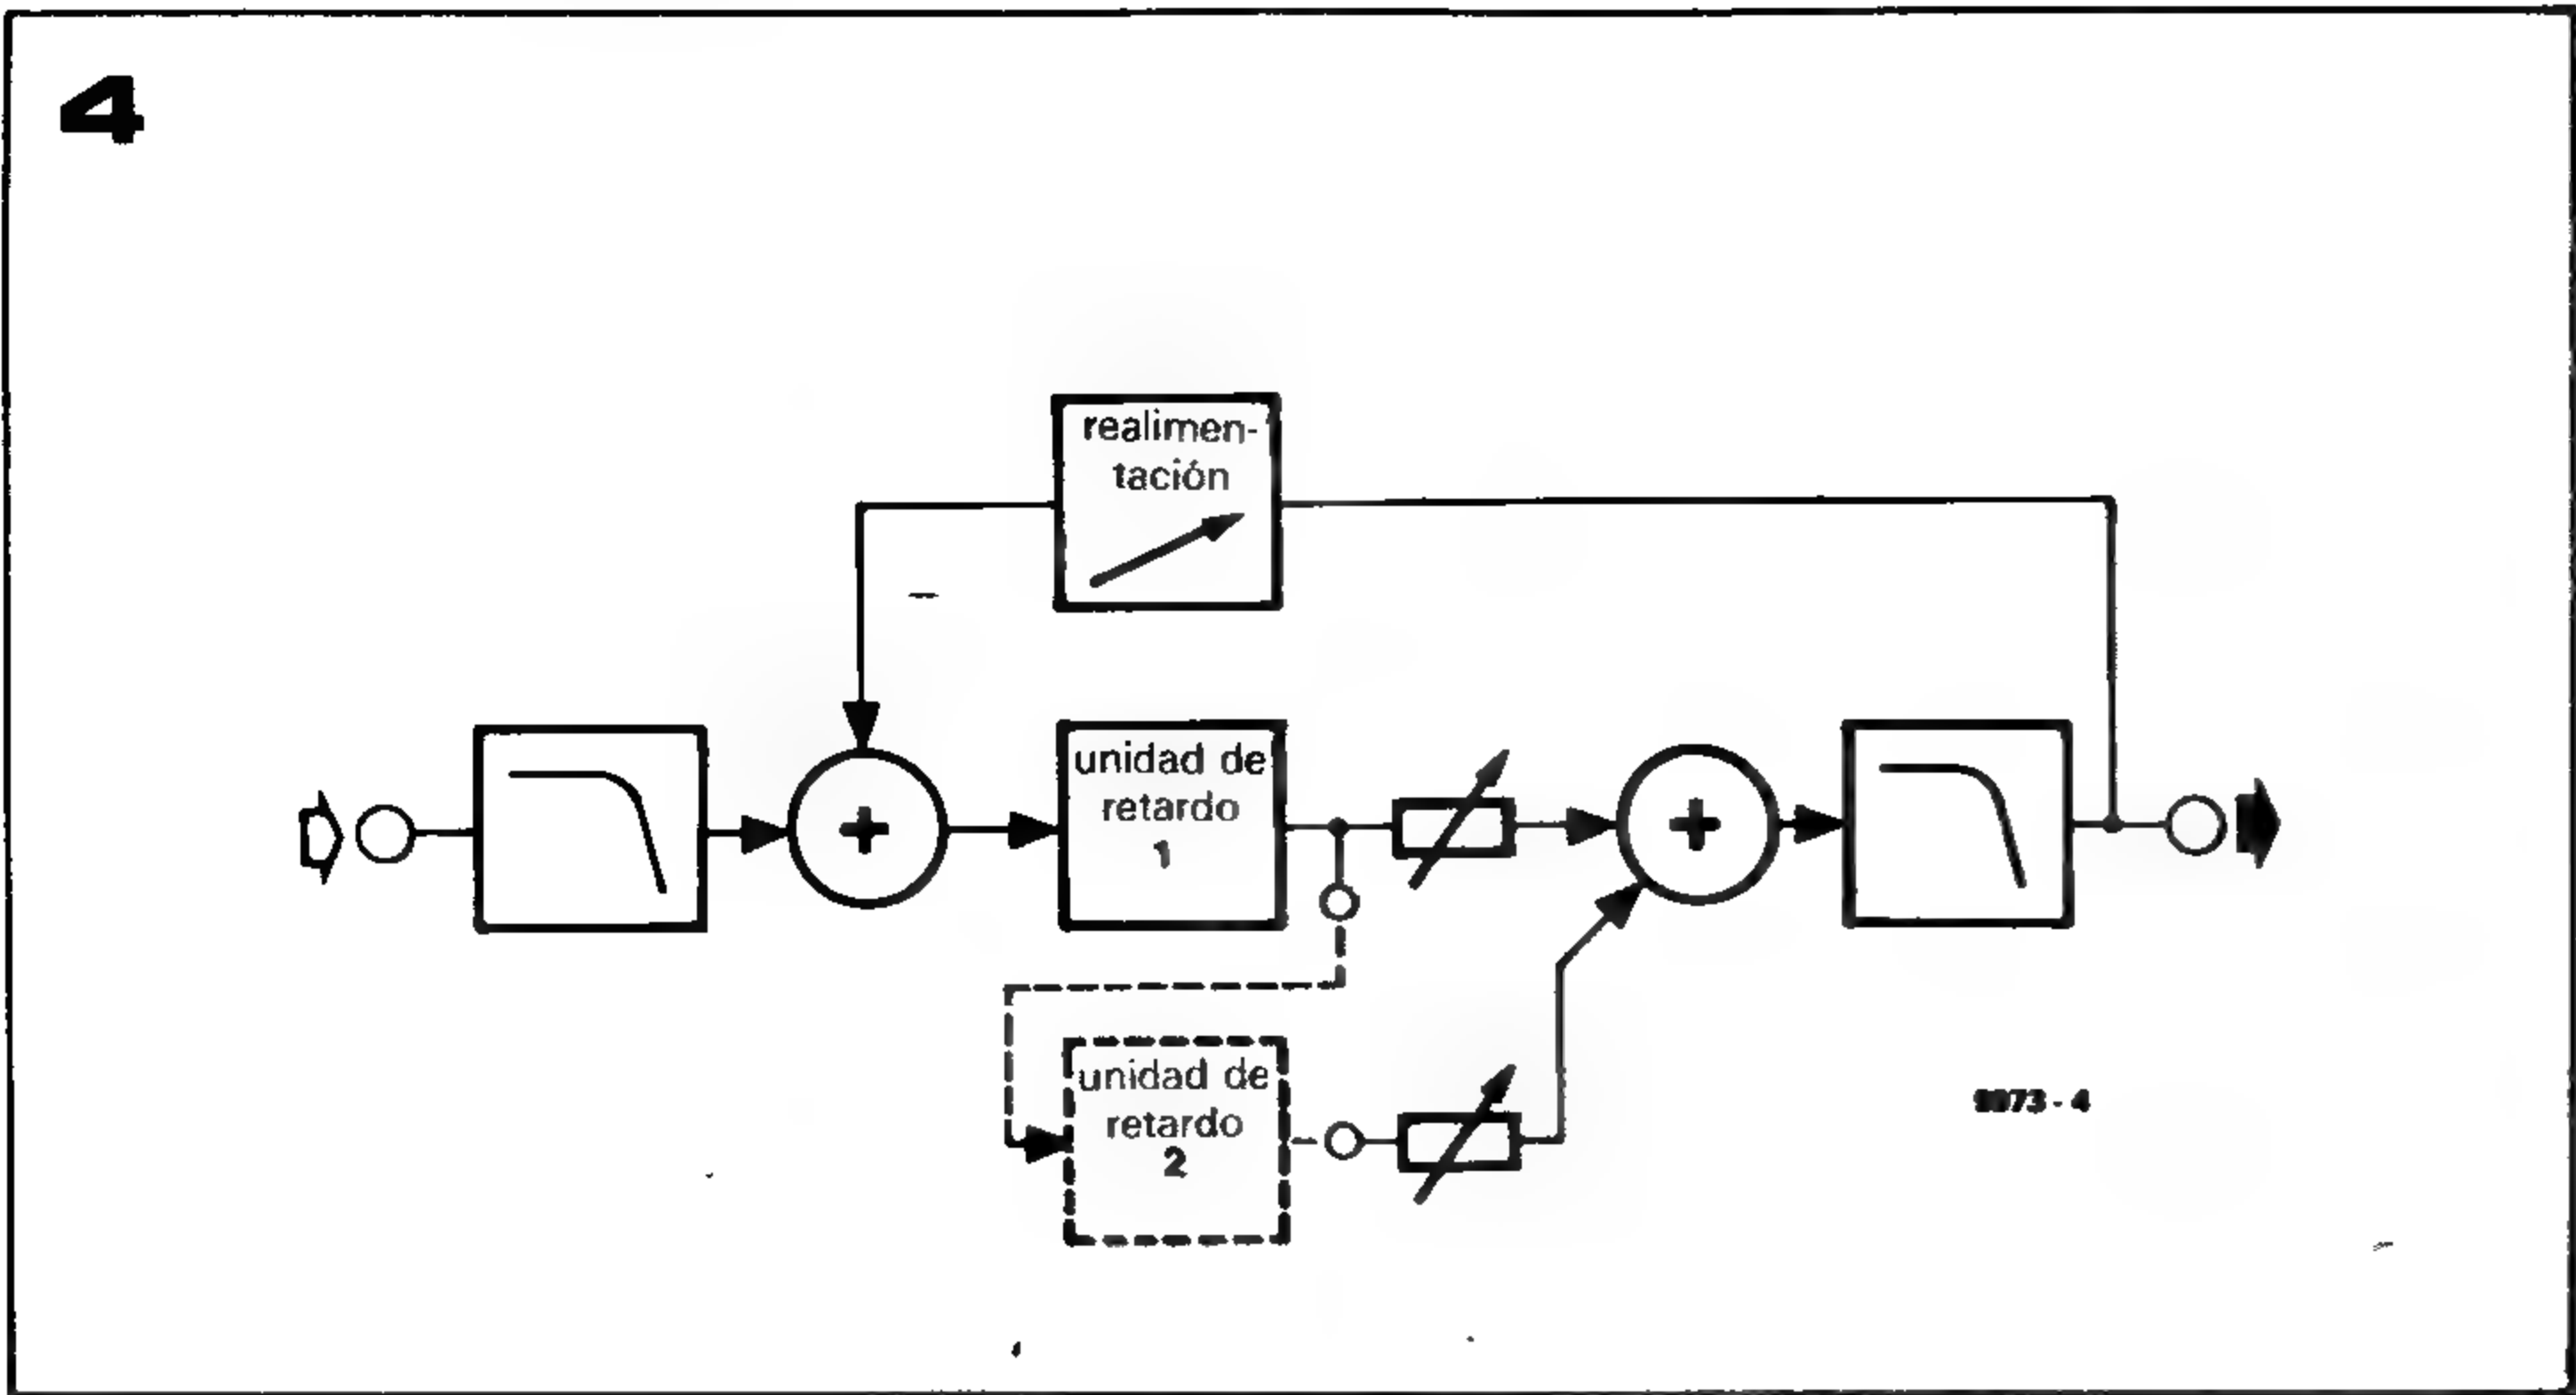 4
realimen-
tación
unidad de
retardo
1
unidad de
retardo
2